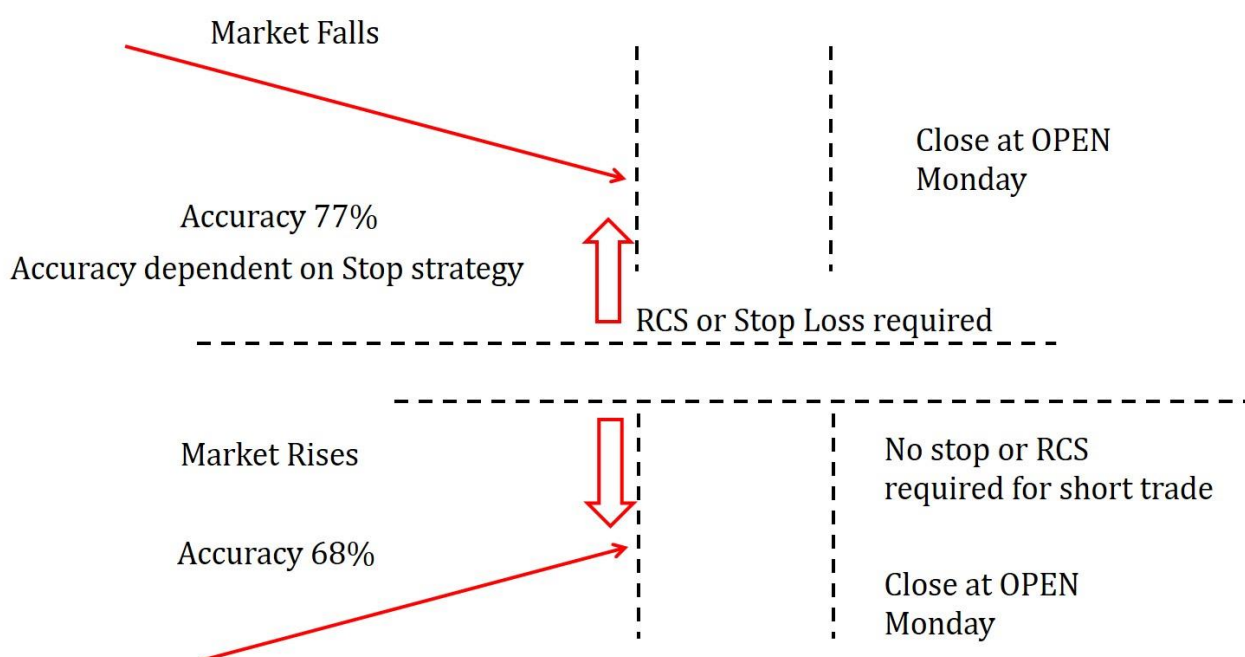 Market Falls
Close at OPEN
Monday
Accuracy 77%
Accuracy dependent on Stop strategy
RCS or Stop Loss required
Market Rises
No stop or RCS
required for short trade
Accuracy 68%
Close at OPEN
Monday